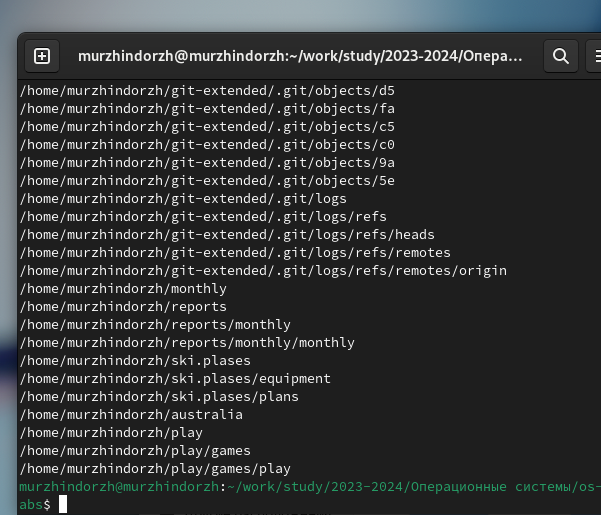 murzhindorzh@murzhindorzh:~/work/study/2023-2024/Опера...
/home/murzhindorzh/git-extended/.git/objects/d5
/home/murzhindorzh/git-extended/.git/objects/fa
/home/murzhindorzh/git-extended/.git/objects/c5
/home/murzhindorzh/git-extended/.git/objects/c0
/home/murzhindorzh/git-extended/.git/objects/9a
/home/murzhindorzh/git-extended/.git/objects/5e
/home/murzhindorzh/git-extended/.git/logs
/home/murzhindorzh/git-extended/.git/logs/refs
/home/murzhindorzh/git-extended/.git/logs/refs/heads
/home/murzhindorzh/git-extended/.git/logs/refs/remotes
/home/murzhindorzh/git-extended/.git/logs/refs/remotes/origin
/home/murzhindorzh/monthly
/home/murzhindorzh/reports
/home/murzhindorzh/reports/monthly
/home/murzhindorzh/reports/monthly/monthly
/home/murzhindorzh/ski.plases
/home/murzhindorzh/ski.plases/equipment
/home/murzhindorzh/ski.plases/plans
/home/murzhindorzh/australia
/home/murzhindorzh/play
/home/murzhindorzh/play/games
/home/murzhindorzh/play/games/play
murzhindorzh@murzhindorzh:~/work/study/2023-2024/Операционные системы/os-
abs$